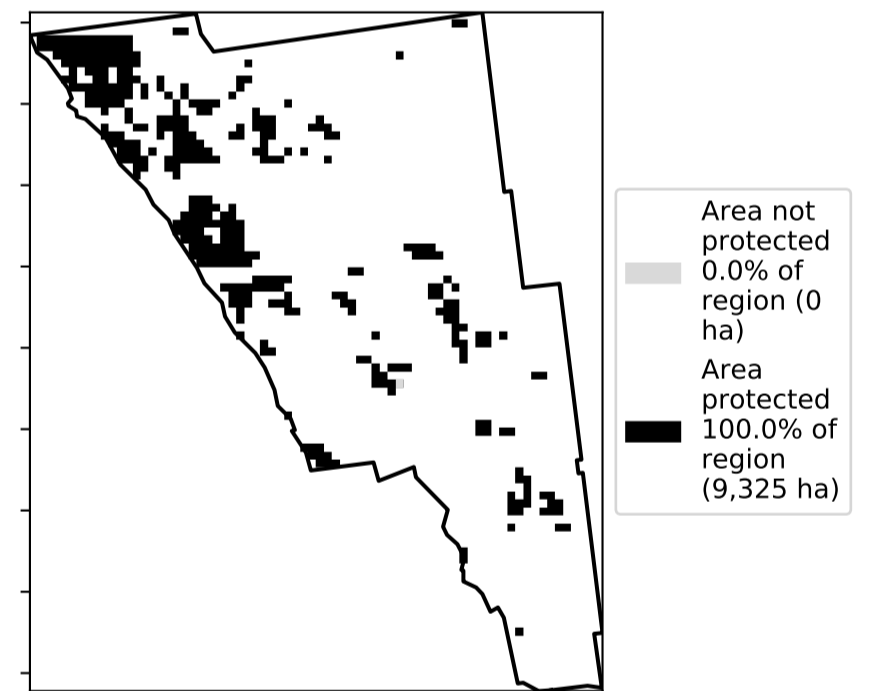 Area not
protected
0.0% of
region (0
ha)
Area
protected
100.0% of
region
(9,325 ha)